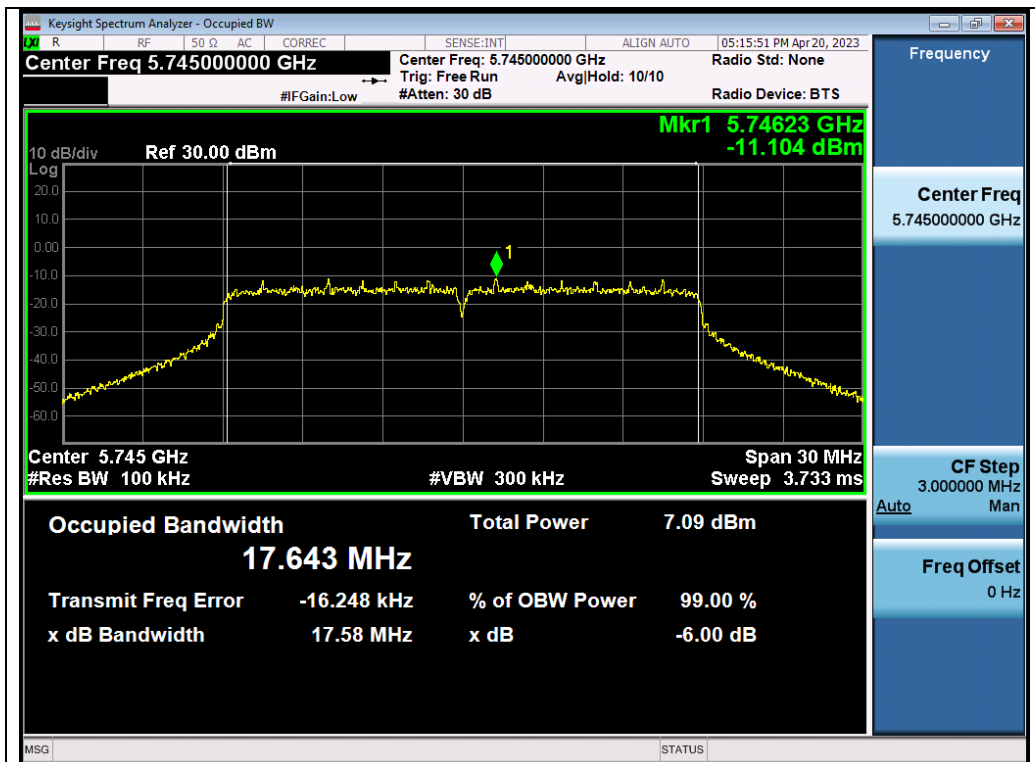 Keysight Spectrum Analyzer - Occupied BW
LXI R RF 50 Ω AC CORREC SENSE:INT ALIGN AUTO 05:15:51 PM Apr 20, 2023
Center Freq 5.745000000 GHz
Center Freq: 5.745000000 GHz Radio Std: None
Trig: Free Run Avg|Hold: 10/10
#IFGain:Low #Atten: 30 dB Radio Device: BTS
Frequency
Mkr1 5.74623 GHz
-11.104 dBm
10 dB/div Ref 30.00 dBm
Log
20.0
10.0
0.00
-10.0
-20.0
-30.0
-40.0
-50.0
-60.0
1
Center 5.745 GHz Span 30 MHz
#Res BW 100 kHz #VBW 300 kHz Sweep 3.733 ms
Center Freq
5.745000000 GHz
CF Step
3.000000 MHz
Auto Man
Freq Offset
0 Hz
Occupied Bandwidth Total Power 7.09 dBm
17.643 MHz
Transmit Freq Error -16.248 kHz % of OBW Power 99.00 %
x dB Bandwidth 17.58 MHz x dB -6.00 dB
MSG STATUS